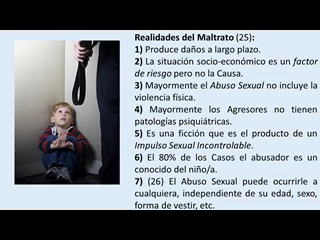 Realidades del Maltrato (25):
1) Produce daños a largo plazo.
2) La situación socio-económico es un factor
de riesgo pero no la Causa.
3) Mayormente el Abuso Sexual no incluye la
violencia física.
4) Mayormente los Agresores no tienen
patologías psiquiátricas.
5) Es una ficción que es el producto de un
Impulso Sexual Incontrolable.
6) El 80% de los Casos el abusador es un
conocido del niño/a.
7) (26) El Abuso Sexual puede ocurrirle a
cualquiera, independiente de su edad, sexo,
forma de vestir, etc.